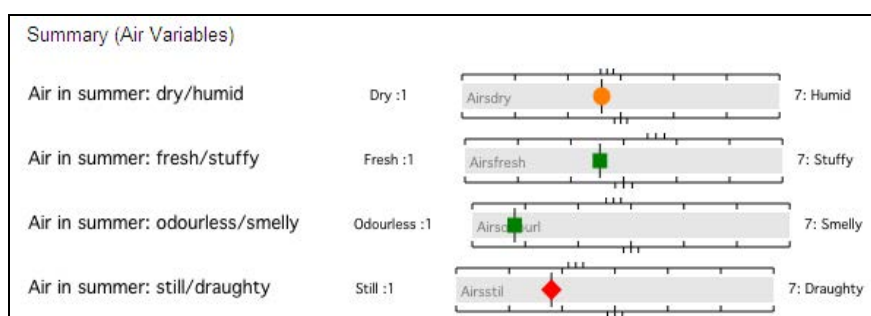 Summary (Air Variables)
Air in summer: dry/humid Dry :1 Airsdry 7: Humid
Air in summer: fresh/stuffy Fresh :1 Airsfresh 7: Stuffy
Air in summer: odourless/smelly Odourless :1 7: Smelly
Air in summer: still/draughty Still :1 Airsstil 7: Draughty